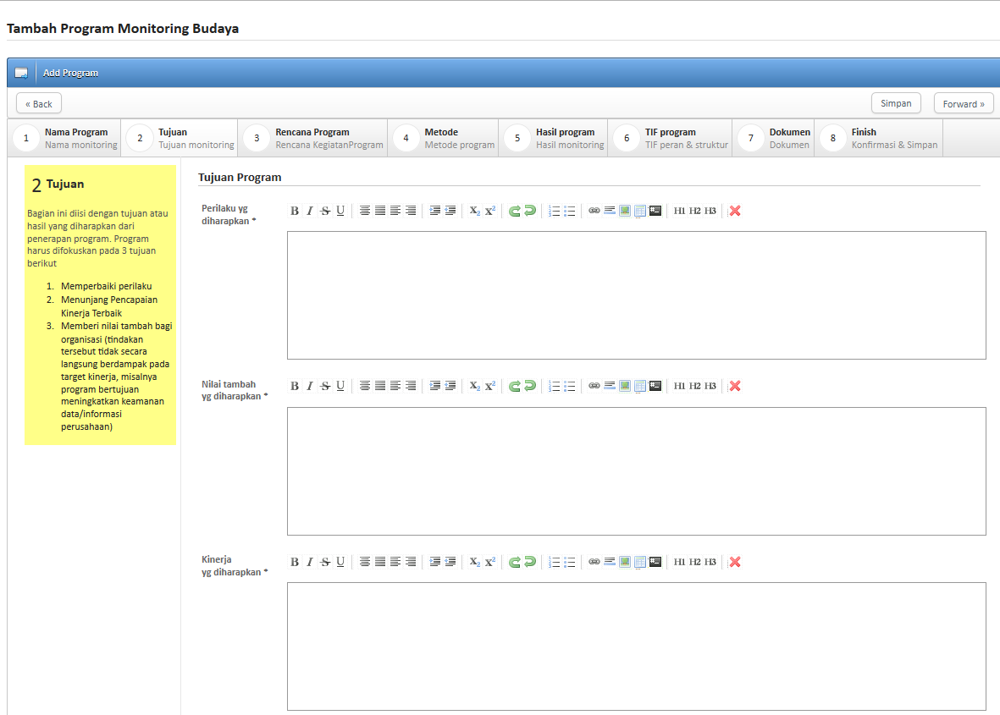 Tambah Program Monitoring Budaya
Add Program
« Back
Simpan
Forward »
1 Nama Program
Nama monitoring
2 Tujuan
Tujuan monitoring
3 Rencana Program
Rencana KegiatanProgram
4 Metode
Metode program
5 Hasil program
Hasil monitoring
6 TIF program
TIF peran & struktur
7 Dokumen
Dokumen
8 Finish
Konfirmasi & Simpan
2 Tujuan
Bagian ini diisi dengan tujuan atau
hasil yang diharapkan dari
penerapan program. Program
harus difokuskan pada 3 tujuan
berikut
1. Memperbaiki perilaku
2. Menunjang Pencapaian
Kinerja Terbaik
3. Memberi nilai tambah bagi
organisasi (tindakan
tersebut tidak secara
langsung berdampak pada
target kinerja, misalnya
program bertujuan
meningkatkan keamanan
data/informasi
perusahaan)
Tujuan Program
Perilaku yg
diharapkan *
B I S U X2 X2 H1 H2 H3
Nilai tambah
yg diharapkan *
B I S U X2 X2 H1 H2 H3
Kinerja
yg diharapkan *
B I S U X2 X2 H1 H2 H3